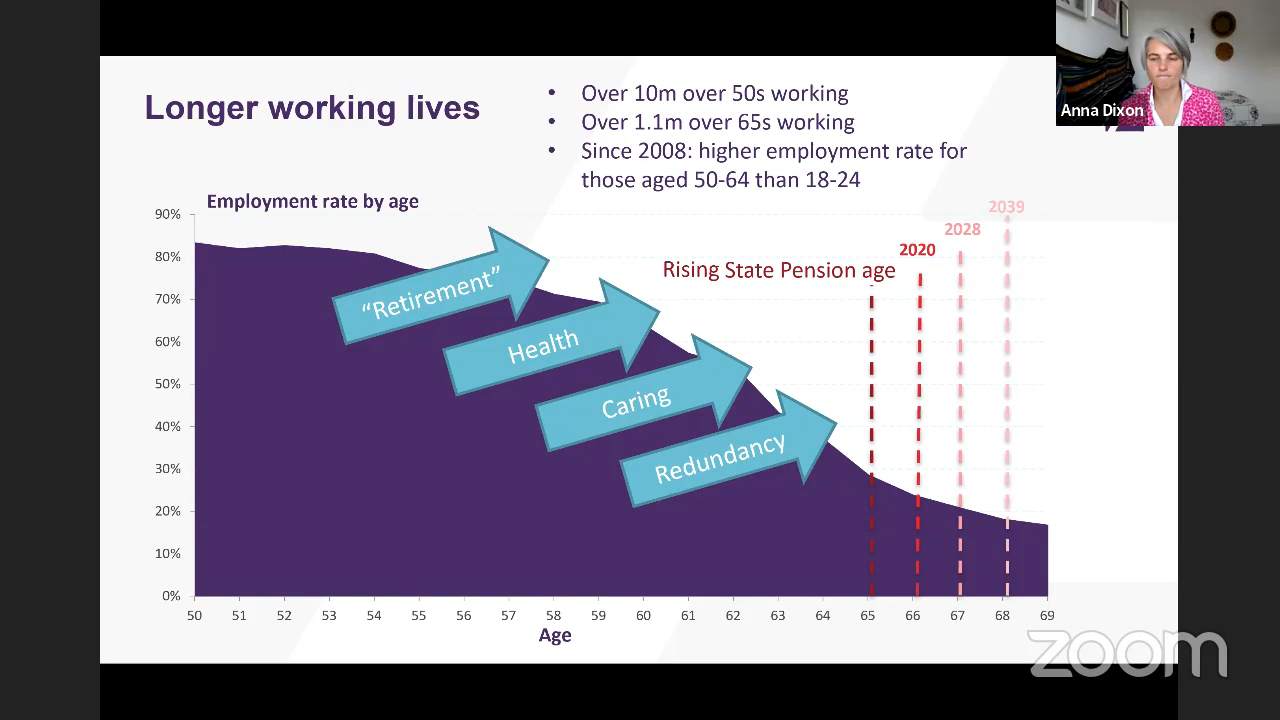 Anna Dixon
Longer working lives
• Over 10m over 50s working
• Over 1.1m over 65s working
• Since 2008: higher employment rate for
those aged 50-64 than 18-24
Employment rate by age
90%
80%
70%
60%
50%
40%
30%
20%
10%
0%
"Retirement"
Health
Caring
Redundancy
Rising State Pension age
2020
2028
2039
50 51 52 53 54 55 56 57 58 59 60 61 62 63 64 65 66 67 68 69
Age
zoom